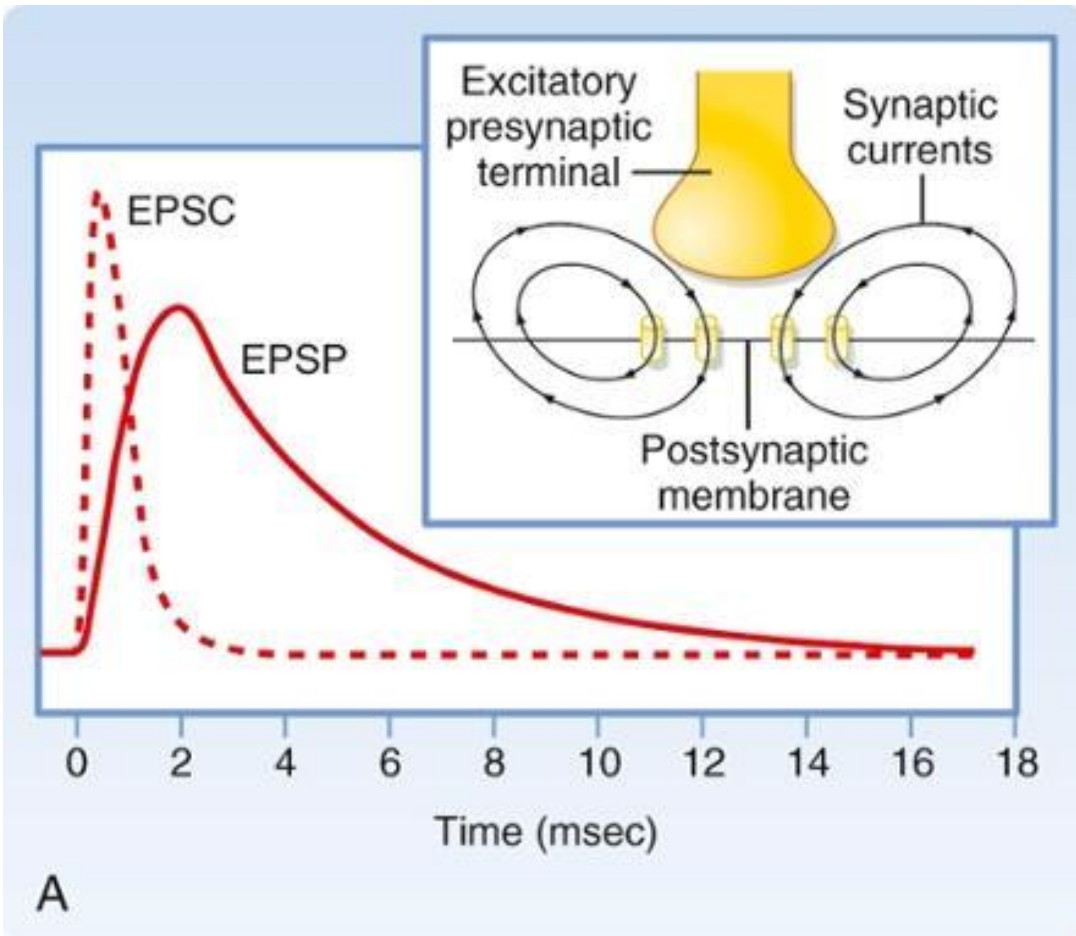 Excitatory
presynaptic
terminal
Synaptic
currents
EPSC
EPSP
Postsynaptic
membrane
0 2 4 6 8 10 12 14 16 18
Time (msec)
A